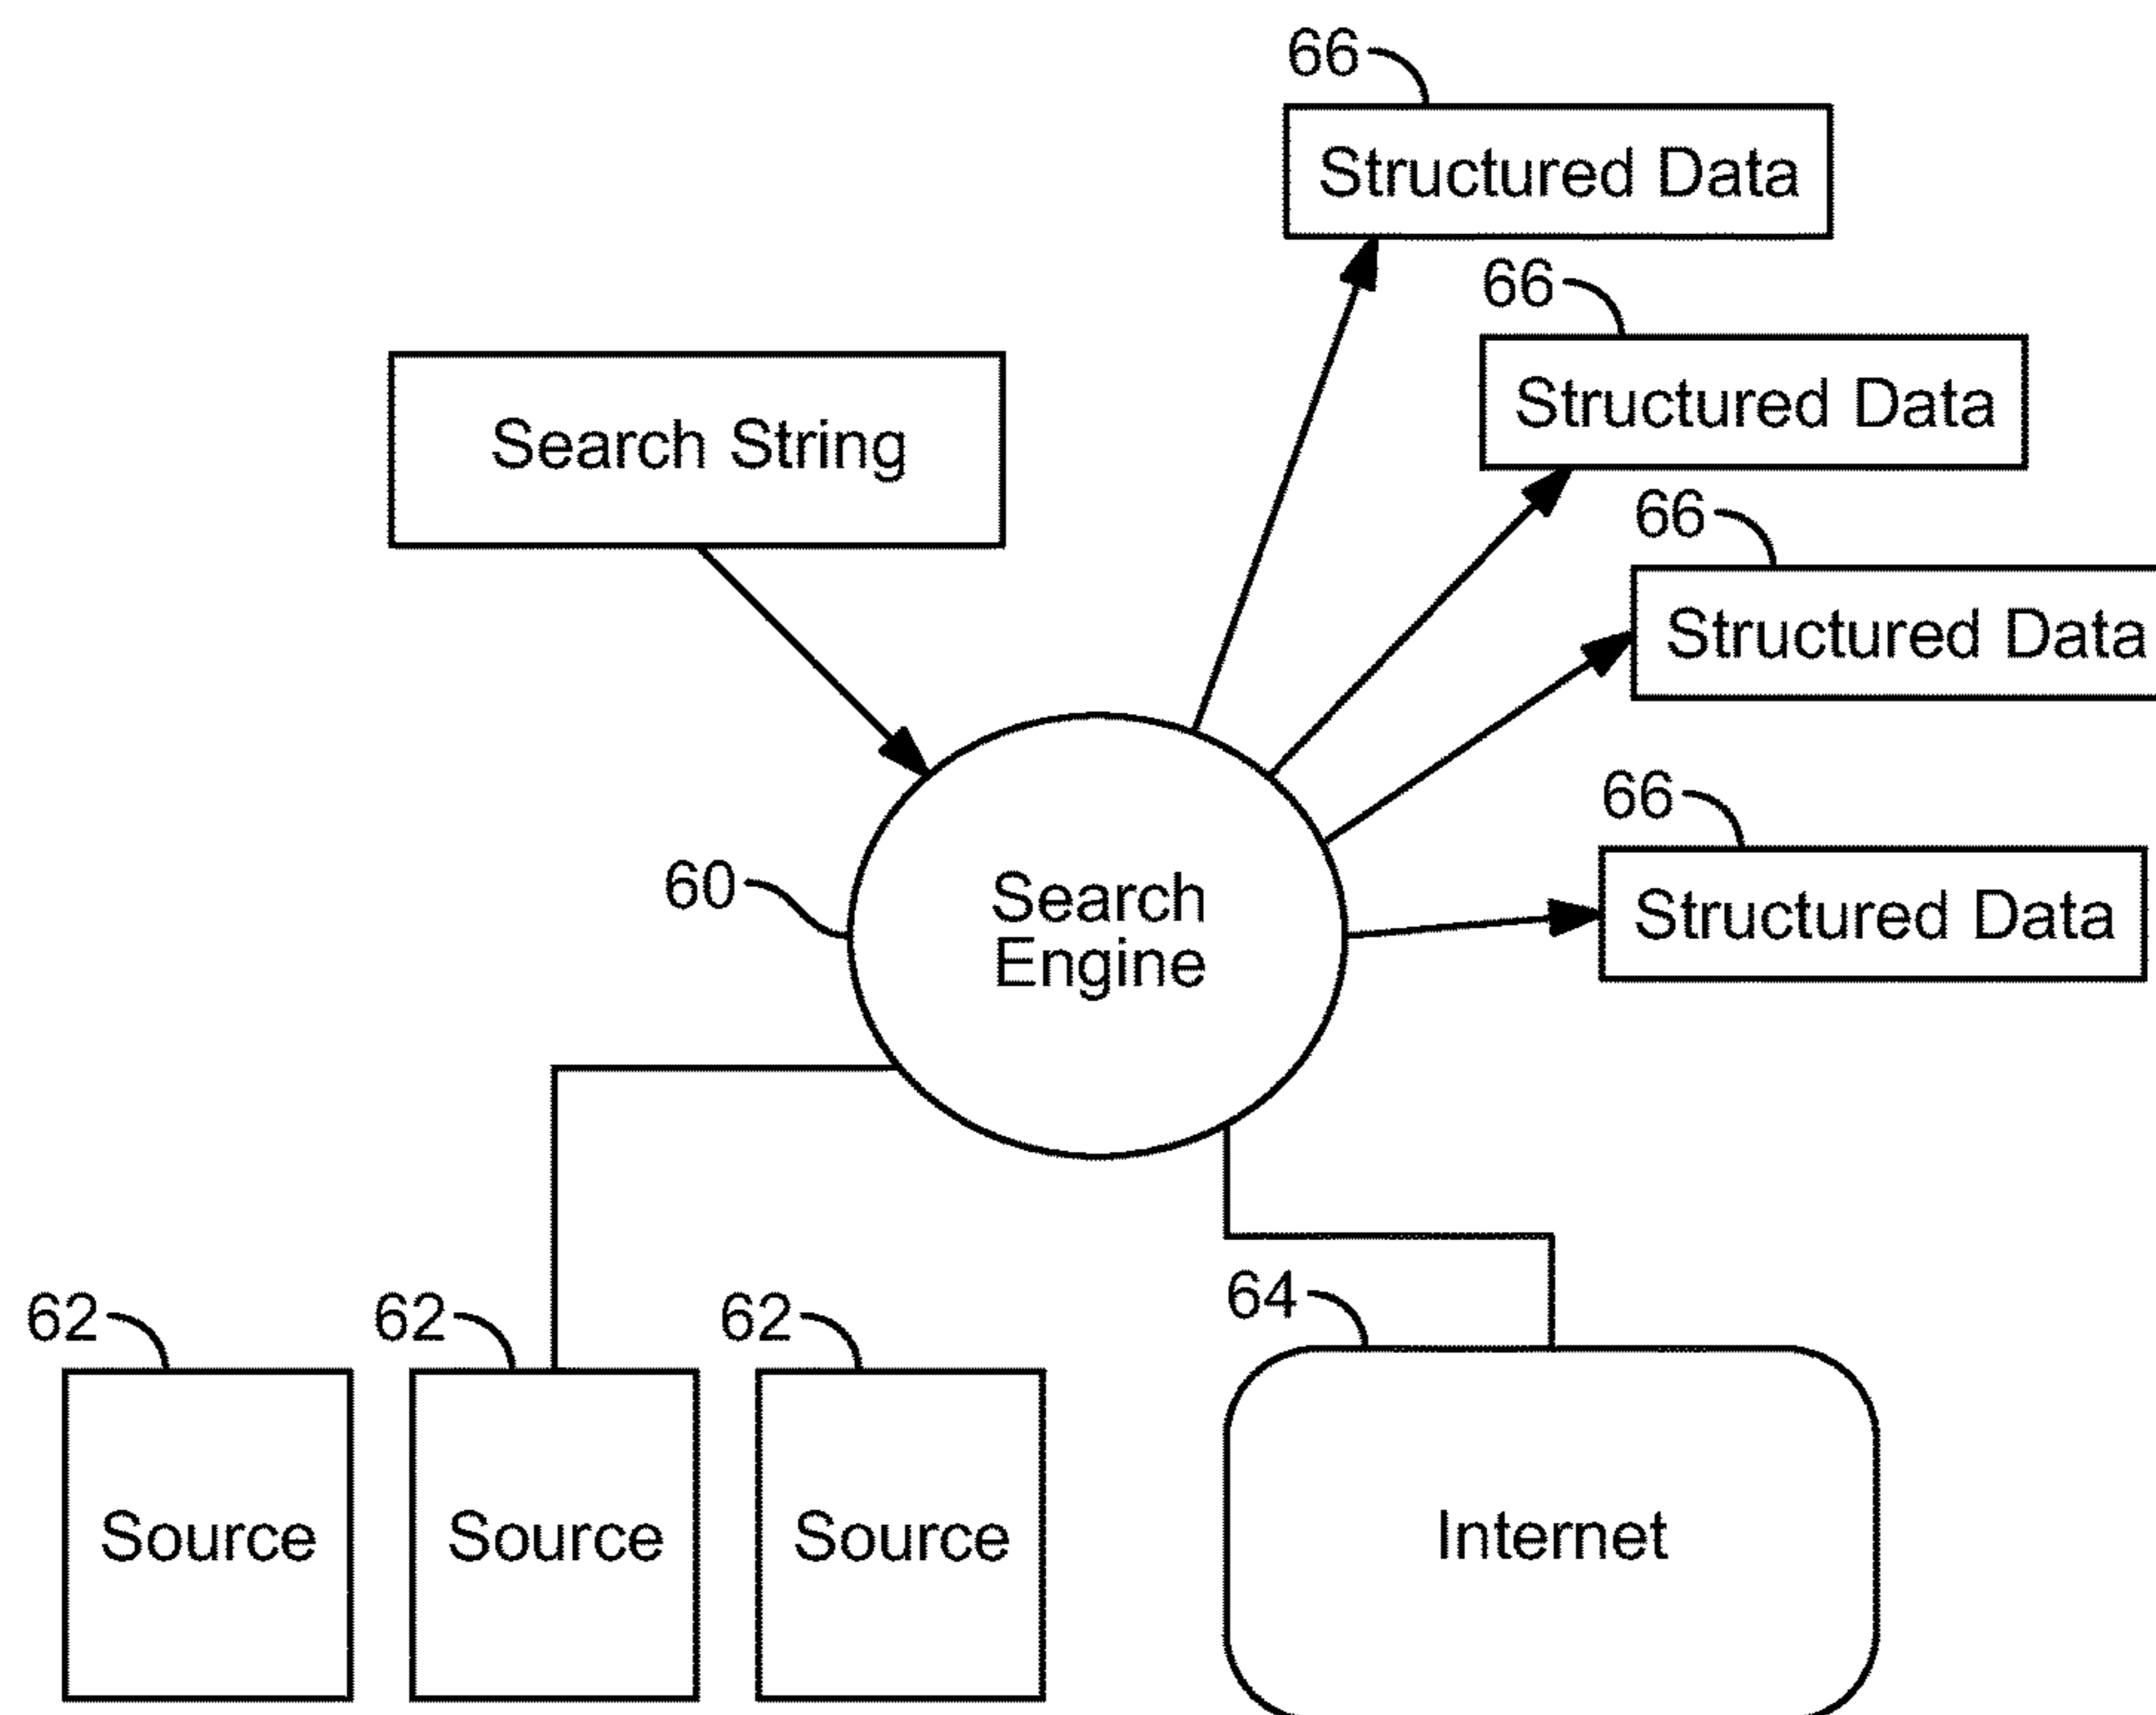 66
Structured Data
66
Structured Data
Search String
66
Structured Data
66
Structured Data
60
Search
Engine
62
62
62
64
Source
Source
Source
Internet